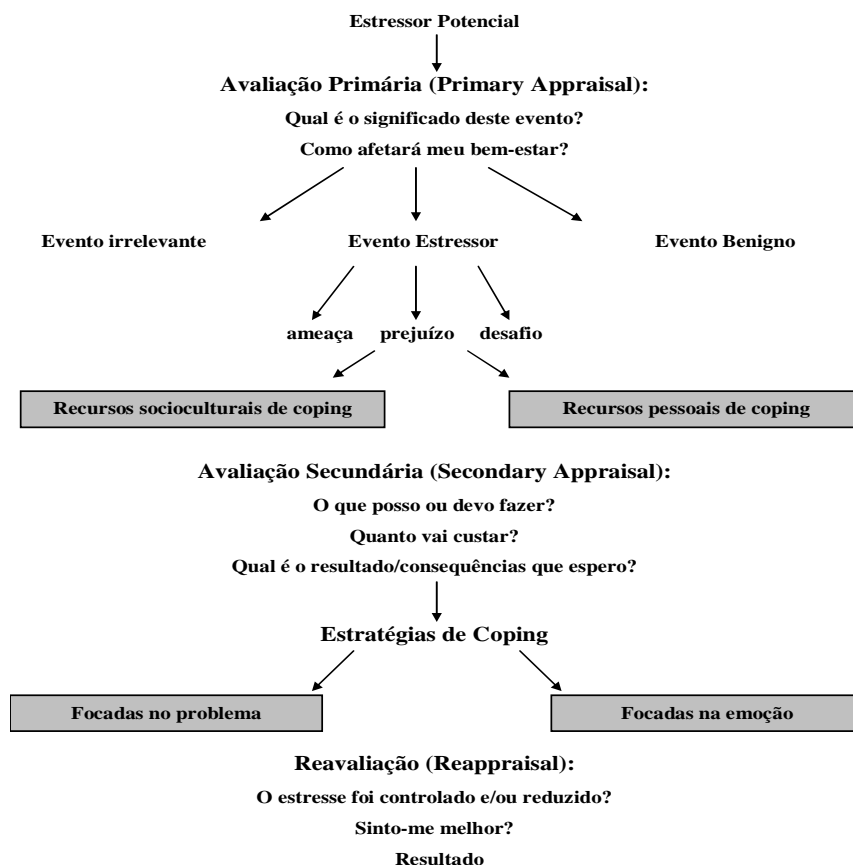 Estressor Potencial
Avaliação Primária (Primary Appraisal):
Qual é o significado deste evento?
Como afetará meu bem-estar?
Evento irrelevante
Evento Estressor
Evento Benigno
ameaça
prejuízo
desafio
Recursos socioculturais de coping
Recursos pessoais de coping
Avaliação Secundária (Secondary Appraisal):
O que posso ou devo fazer?
Quanto vai custar?
Qual é o resultado/consequências que espero?
Estratégias de Coping
Focadas no problema
Focadas na emoção
Reavaliação (Reappraisal):
O estresse foi controlado e/ou reduzido?
Sinto-me melhor?
Resultado